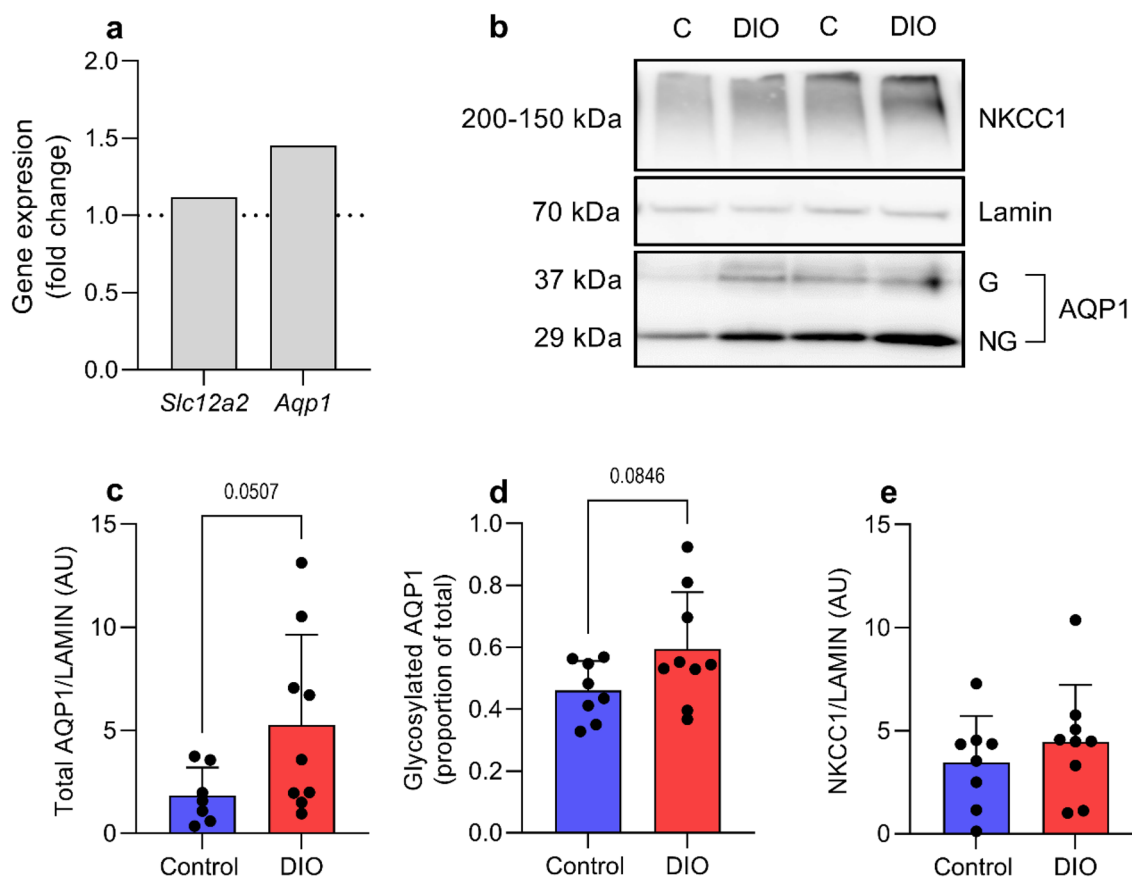 a
Gene expresion
(fold change)
2.0
1.5
1.0
0.5
0.0
Slc12a2 Aqp1
b
C DIO C DIO
200-150 kDa NKCC1
70 kDa Lamin
37 kDa G
AQP1
29 kDa NG
c
0.0507
Total AQP1/LAMIN (AU)
15
10
5
0
Control DIO
d
0.0846
Glycosylated AQP1
(proportion of total)
1.0
0.8
0.6
0.4
0.2
0.0
Control DIO
e
NKCC1/LAMIN (AU)
15
10
5
0
Control DIO